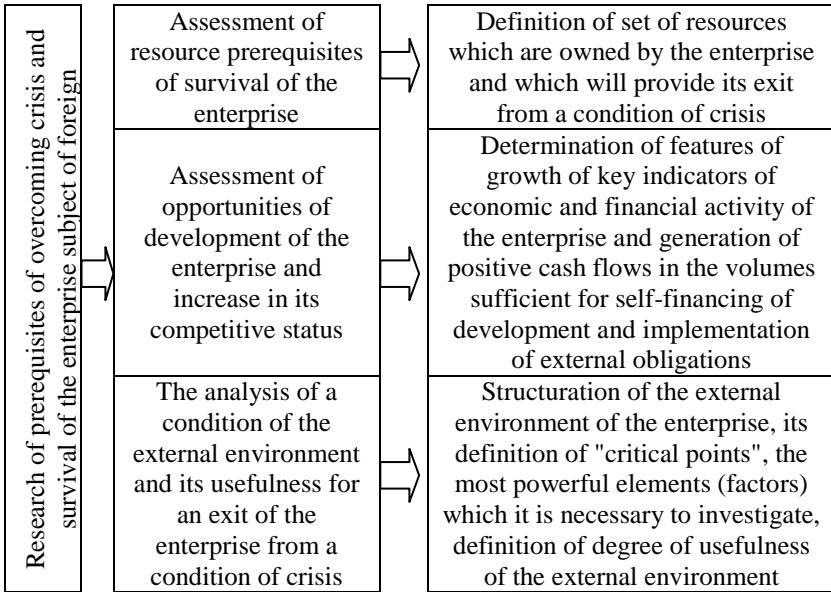 Research of prerequisites of overcoming crisis and
survival of the enterprise subject of foreign
Assessment of
resource prerequisites
of survival of the
enterprise
Definition of set of resources
which are owned by the enterprise
and which will provide its exit
from a condition of crisis
Assessment of
opportunities of
development of the
enterprise and
increase in its
competitive status
Determination of features of
growth of key indicators of
economic and financial activity of
the enterprise and generation of
positive cash flows in the volumes
sufficient for self-financing of
development and implementation
of external obligations
The analysis of a
condition of the
external environment
and its usefulness for
an exit of the
enterprise from a
condition of crisis
Structuration of the external
environment of the enterprise, its
definition of "critical points", the
most powerful elements (factors)
which it is necessary to investigate,
definition of degree of usefulness
of the external environment